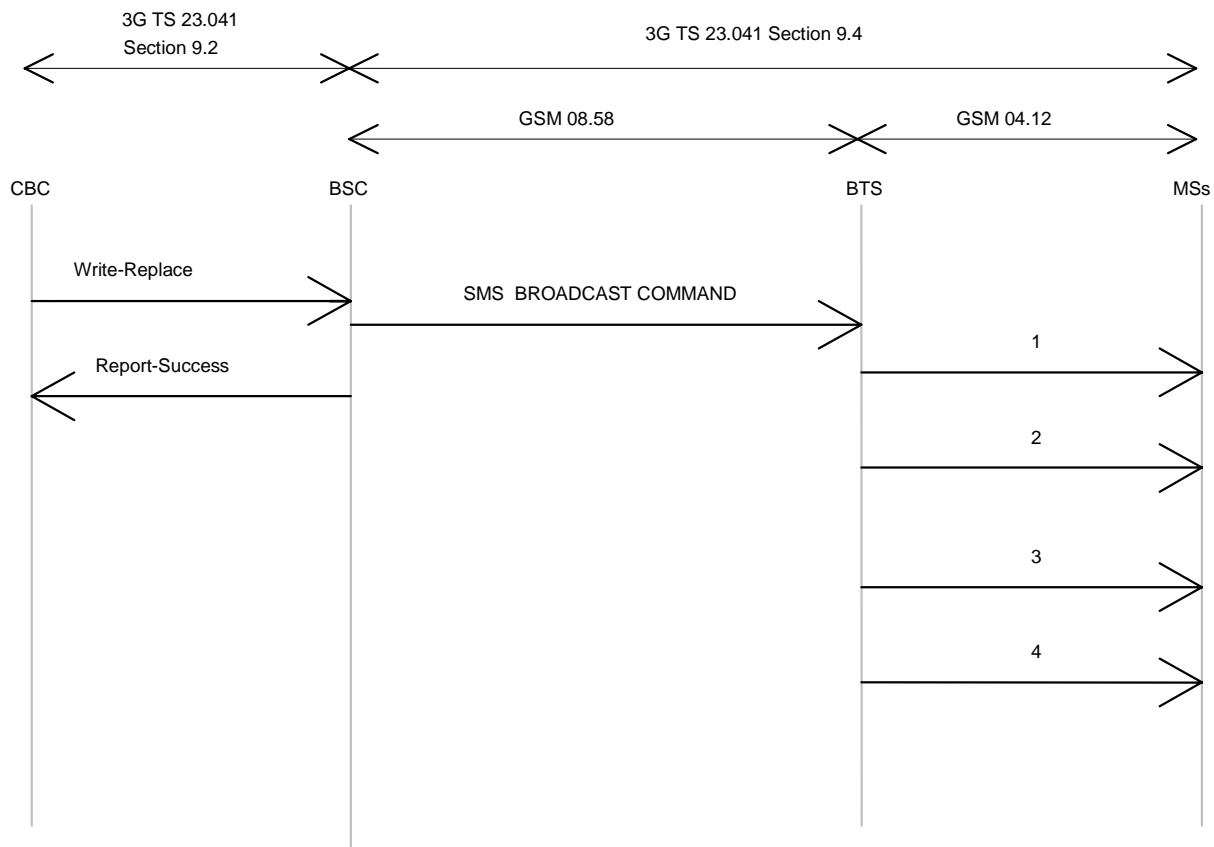 3G TS 23.041
Section 9.2
3G TS 23.041 Section 9.4
GSM 08.58
GSM 04.12
CBC
BSC
BTS
MSs
Write-Replace
SMS BROADCAST COMMAND
1
Report-Success
2
3
4